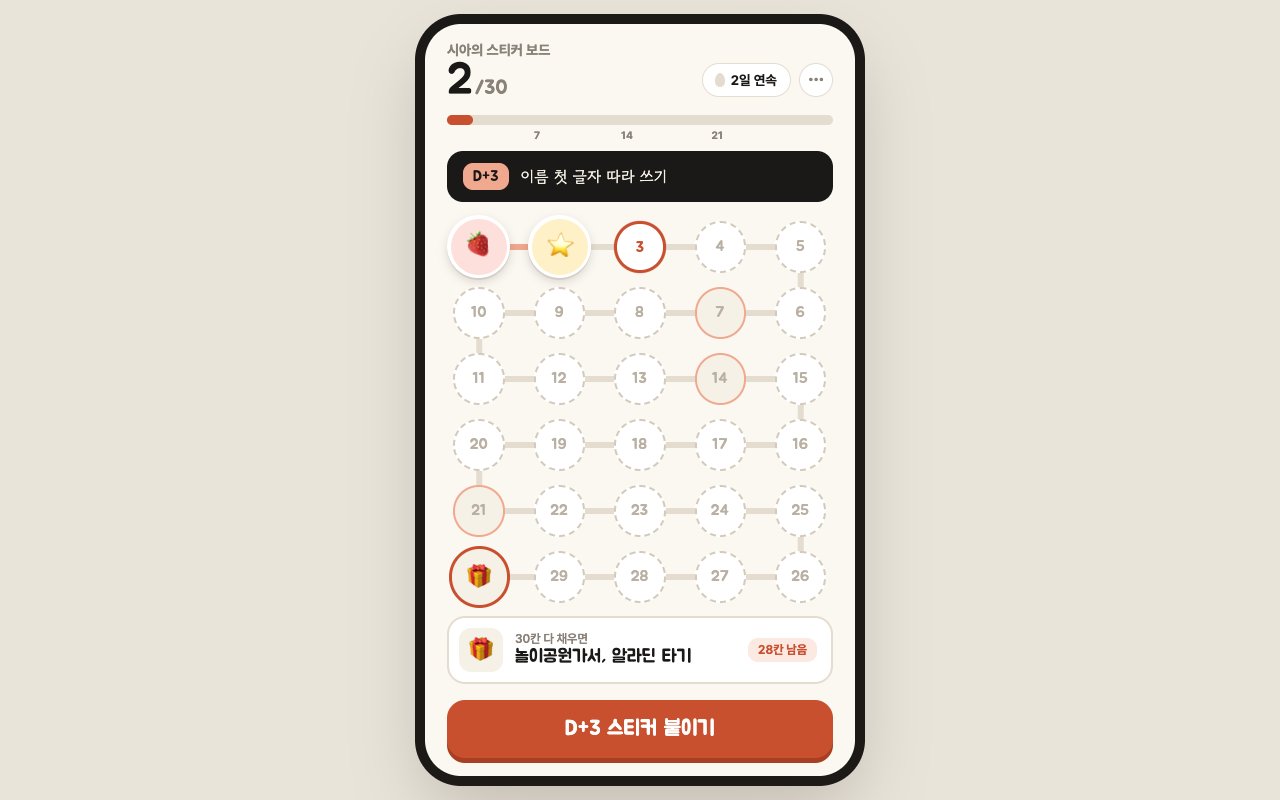 시아의 스티커 보드
2/30
2일 연속
7 14 21
D+3 이름 첫 글자 따라 쓰기
3 4 5
10 9 8 7 6
11 12 13 14 15
20 19 18 17 16
21 22 23 24 25
29 28 27 26
30칸 다 채우면
놀이공원가서, 알라딘 타기
28칸 남음
D+3 스티커 붙이기